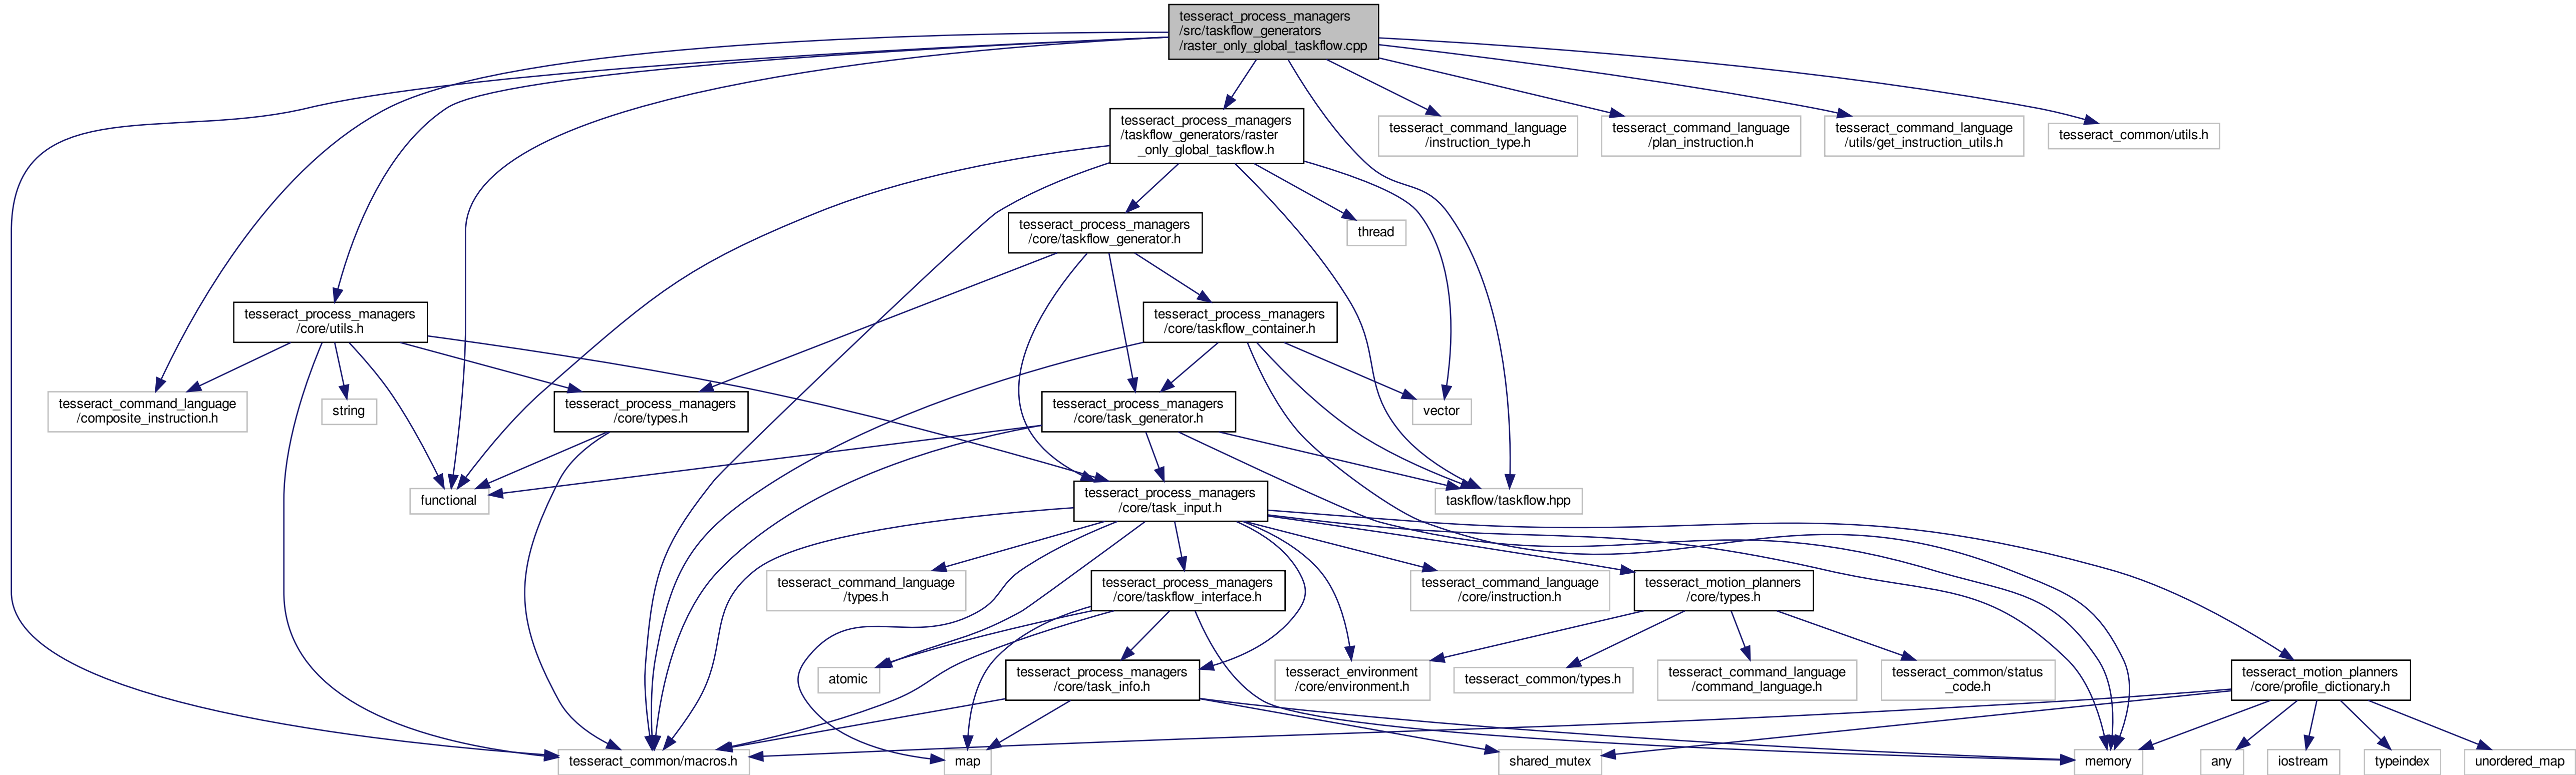 tesseract_process_managers
/src/taskflow_generators
/raster_only_global_taskflow.cpp
tesseract_process_managers
/taskflow_generators/raster
_only_global_taskflow.h
tesseract_command_language
/instruction_type.h
tesseract_command_language
/plan_instruction.h
tesseract_command_language
/utils/get_instruction_utils.h
tesseract_common/utils.h
tesseract_process_managers
/core/taskflow_generator.h
thread
tesseract_process_managers
/core/utils.h
tesseract_process_managers
/core/taskflow_container.h
tesseract_command_language
/composite_instruction.h
string
tesseract_process_managers
/core/types.h
tesseract_process_managers
/core/task_generator.h
vector
functional
tesseract_process_managers
/core/task_input.h
taskflow/taskflow.hpp
tesseract_command_language
/types.h
tesseract_process_managers
/core/taskflow_interface.h
tesseract_command_language
/core/instruction.h
tesseract_motion_planners
/core/types.h
atomic
tesseract_process_managers
/core/task_info.h
tesseract_environment
/core/environment.h
tesseract_common/types.h
tesseract_command_language
/command_language.h
tesseract_common/status
_code.h
tesseract_motion_planners
/core/profile_dictionary.h
tesseract_common/macros.h
map
shared_mutex
memory
any
iostream
typeindex
unordered_map